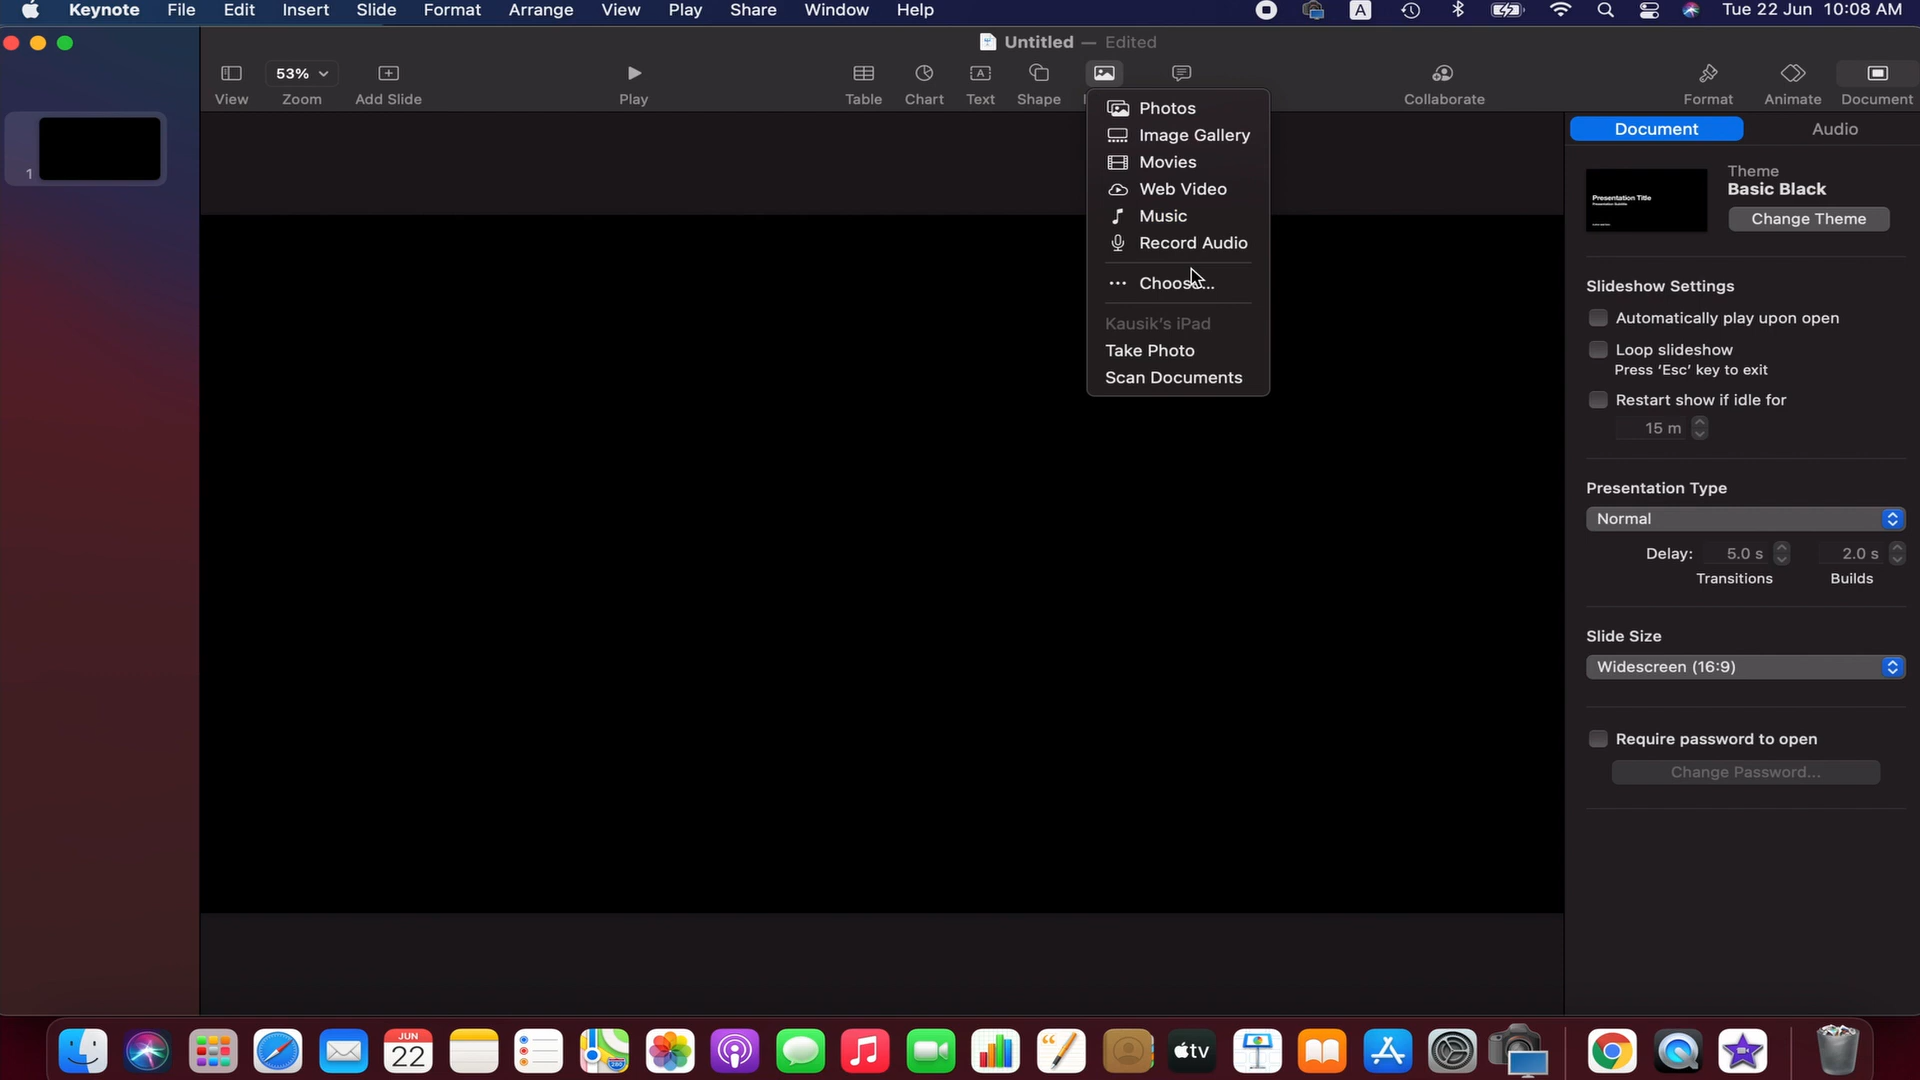 Keynote File Edit Insert Slide Format Arrange View Play Share Window Help A Tue 22 Jun 10:08 AM
Untitled — Edited
53%
View Zoom Add Slide Play Table Chart Text Shape Collaborate Format Animate Document
Photos
Image Gallery
Movies
Web Video
Music
Record Audio
Choose...
Kausik's iPad
Take Photo
Scan Documents
1
Document Audio
Presentation Title
Presentation Subtitle
Theme
Basic Black
Change Theme
Slideshow Settings
Automatically play upon open
Loop slideshow
Press 'Esc' key to exit
Restart show if idle for
15 m
Presentation Type
Normal
Delay: 5.0 s 2.0 s
Transitions Builds
Slide Size
Widescreen (16:9)
Require password to open
Change Password...
JUN
22
tv